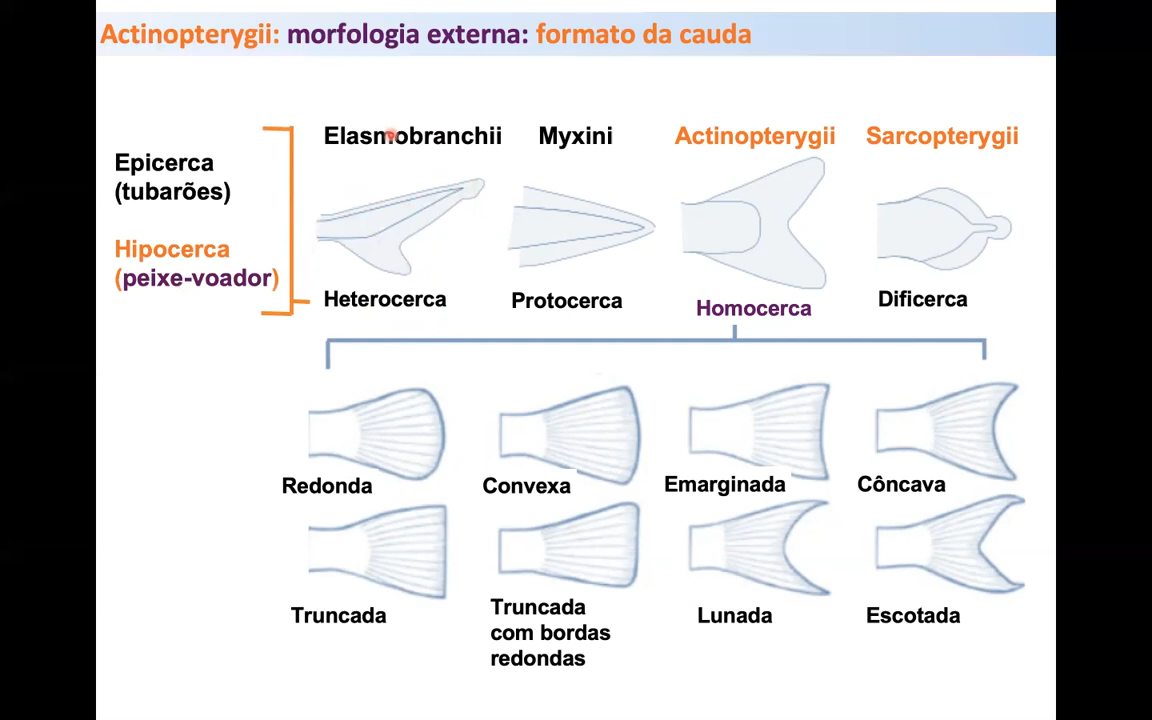 Actinopterygii: morfologia externa: formato da cauda
Elasmobranchii
Myxini
Actinopterygii
Sarcopterygii
Epicerca
(tubarões)
Hipocerca
(peixe-voador)
Heterocerca
Protocerca
Homocerca
Dificerca
Redonda
Convexa
Emarginada
Côncava
Truncada
Truncada
com bordas
redondas
Lunada
Escotada